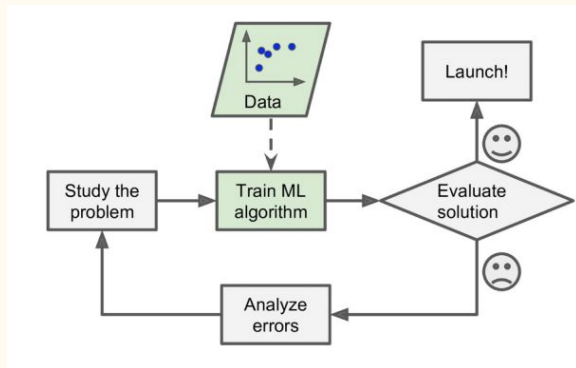 Data
Launch!
Study the
problem
Train ML
algorithm
Evaluate
solution
Analyze
errors